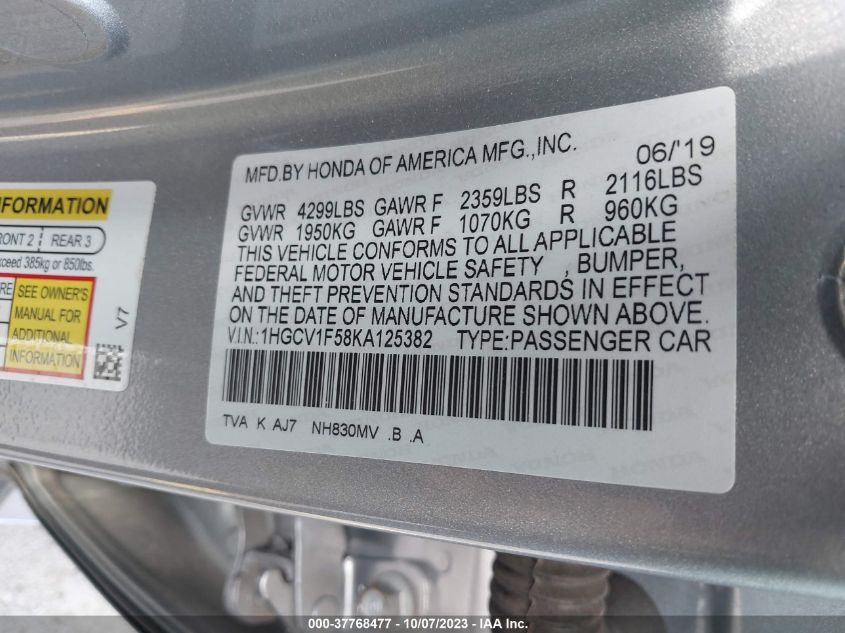 INFORMATION
FRONT 2 REAR 3
exceed 385kg or 850lbs.
SEE OWNER'S
MANUAL FOR
ADDITIONAL
INFORMATION
V7
MFD.BY HONDA OF AMERICA MFG.,INC. 06/'19
GVWR 4299LBS GAWR F 2359LBS R 2116LBS
GVWR 1950KG GAWR F 1070KG R 960KG
THIS VEHICLE CONFORMS TO ALL APPLICABLE
FEDERAL MOTOR VEHICLE SAFETY , BUMPER,
AND THEFT PREVENTION STANDARDS IN EFFECT
ON THE DATE OF MANUFACTURE SHOWN ABOVE.
V.I.N.:1HGCV1F58KA125382 TYPE:PASSENGER CAR
TVA K AJ7 NH830MV .B .A
000-37768477 - 10/07/2023 - IAA Inc.